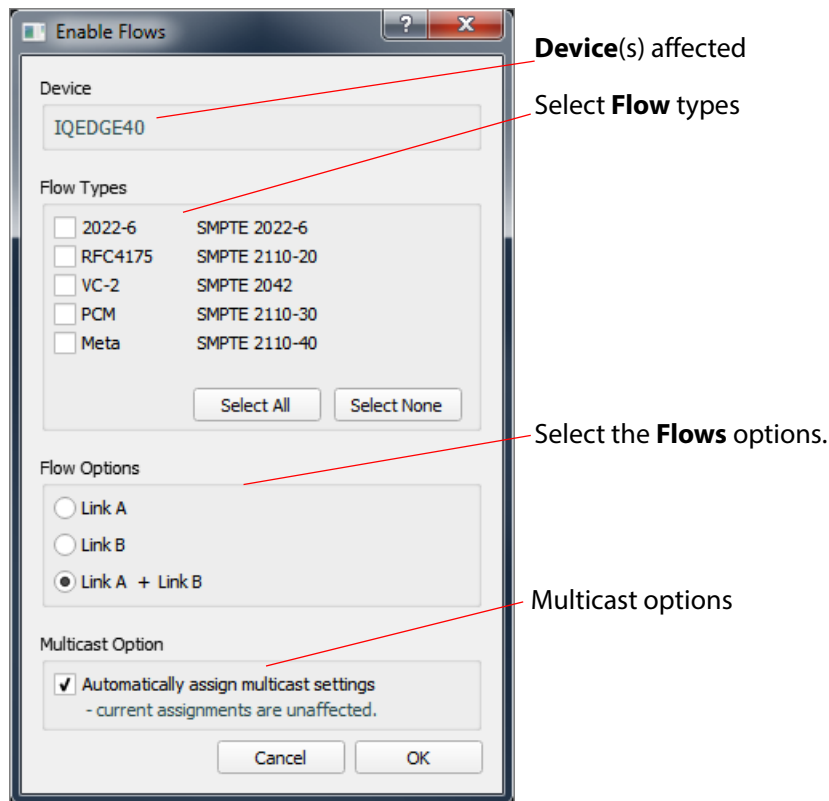 Enable Flows
?
X
Device(s) affected
Device
Select Flow types
IQEDGE40
Flow Types
2022-6 SMPTE 2022-6
RFC4175 SMPTE 2110-20
VC-2 SMPTE 2042
PCM SMPTE 2110-30
Meta SMPTE 2110-40
Select All Select None
Select the Flows options.
Flow Options
Link A
Link B
Link A + Link B
Multicast options
Multicast Option
Automatically assign multicast settings
- current assignments are unaffected.
Cancel OK